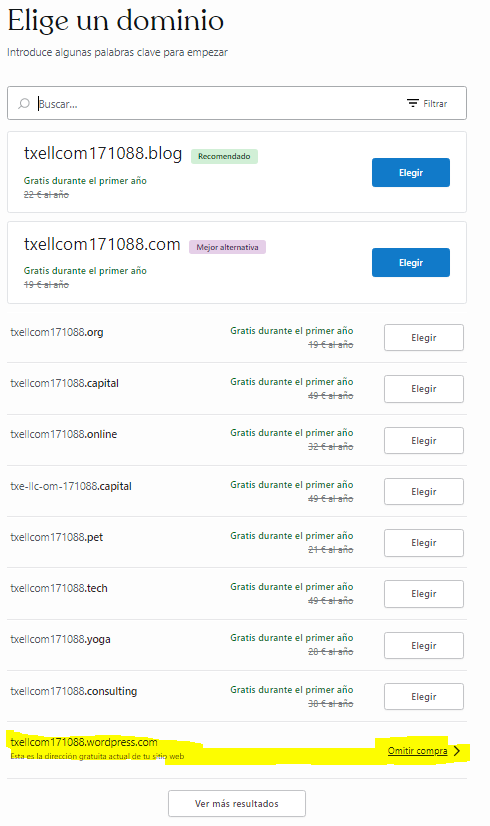 Elige un dominio
Introduce algunas palabras clave para empezar
Buscar...
Filtrar
txellcom171088.blog Recomendado
Gratis durante el primer año
22 € al año
Elegir
txellcom171088.com Mejor alternativa
Gratis durante el primer año
19 € al año
Elegir
txellcom171088.org
Gratis durante el primer año
19 € al año
Elegir
txellcom171088.capital
Gratis durante el primer año
49 € al año
Elegir
txellcom171088.online
Gratis durante el primer año
32 € al año
Elegir
txe-llc-om-171088.capital
Gratis durante el primer año
49 € al año
Elegir
txellcom171088.pet
Gratis durante el primer año
21 € al año
Elegir
txellcom171088.tech
Gratis durante el primer año
49 € al año
Elegir
txellcom171088.yoga
Gratis durante el primer año
28 € al año
Elegir
txellcom171088.consulting
Gratis durante el primer año
38 € al año
Elegir
txellcom171088.wordpress.com
Esta es la dirección gratuita actual de tu sitio web
Omitir compra
Ver más resultados